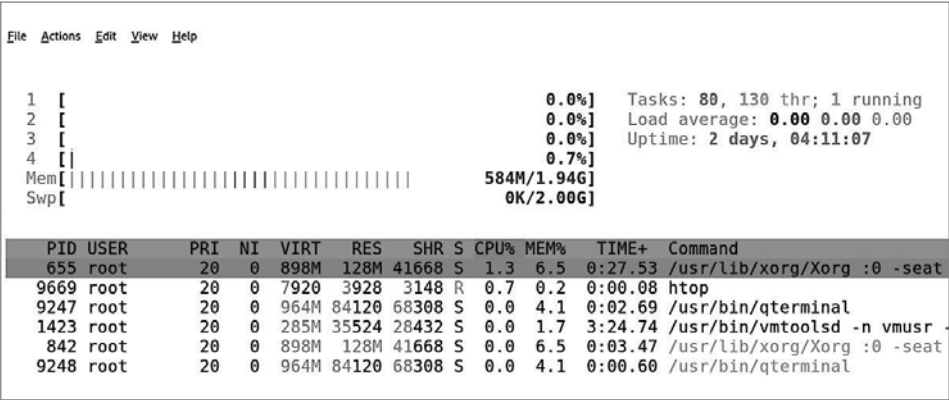 File Actions Edit View Help
1 [ 0.0%] Tasks: 80, 130 thr; 1 running
2 [ 0.0%] Load average: 0.00 0.00 0.00
3 [ 0.0%] Uptime: 2 days, 04:11:07
4 [| 0.7%]
Mem[|||||||||||||||||||||||||||||||||| 584M/1.94G]
Swp[ 0K/2.00G]
PID USER PRI NI VIRT RES SHR S CPU% MEM% TIME+ Command
655 root 20 0 898M 128M 41668 S 1.3 6.5 0:27.53 /usr/lib/xorg/Xorg :0 -seat
9669 root 20 0 7920 3928 3148 R 0.7 0.2 0:00.08 htop
9247 root 20 0 964M 84120 68308 S 0.0 4.1 0:02.69 /usr/bin/qterminal
1423 root 20 0 285M 35524 28432 S 0.0 1.7 3:24.74 /usr/bin/vmtoolsd -n vmusr -
842 root 20 0 898M 128M 41668 S 0.0 6.5 0:03.47 /usr/lib/xorg/Xorg :0 -seat
9248 root 20 0 964M 84120 68308 S 0.0 4.1 0:00.60 /usr/bin/qterminal